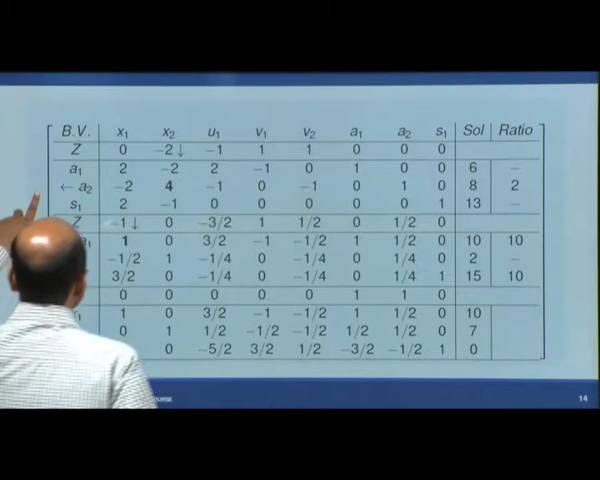 B.V. x₁ x₂ u₁ v₁ v₂ a₁ a₂ s₁ Sol Ratio
Z 0 −2↓ −1 1 1 0 0 0
a₁ 2 −2 2 −1 0 1 0 0 6 –
← a₂ −2 4 −1 0 −1 0 1 0 8 2
s₁ 2 −1 0 0 0 0 0 1 13 –
Z −1↓ 0 −3/2 1 1/2 0 1/2 0
1 0 3/2 −1 −1/2 1 1/2 0 10 10
−1/2 1 −1/4 0 −1/4 0 1/4 0 2 –
3/2 0 −1/4 0 −1/4 0 1/4 1 15 10
0 0 0 0 0 1 1 0
1 0 3/2 −1 −1/2 1 1/2 0 10
0 1 1/2 −1/2 −1/2 1/2 1/2 0 7
0 −5/2 3/2 1/2 −3/2 −1/2 1 0
14